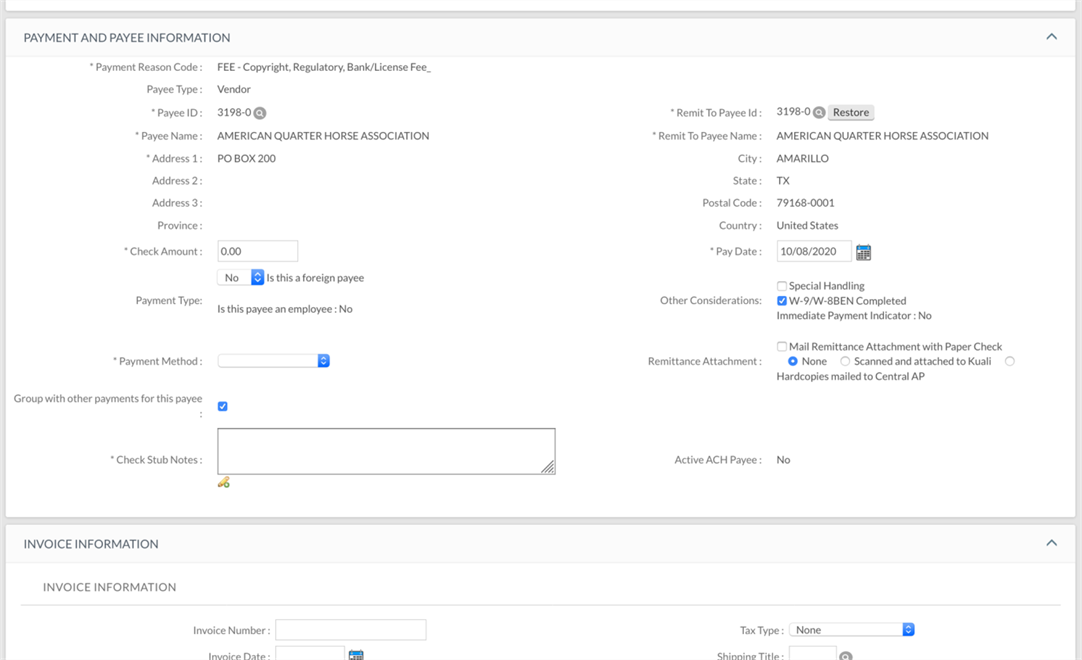 PAYMENT AND PAYEE INFORMATION
* Payment Reason Code : FEE - Copyright, Regulatory, Bank/License Fee_
Payee Type : Vendor
* Payee ID : 3198-0 * Remit To Payee Id : 3198-0 Restore
* Payee Name : AMERICAN QUARTER HORSE ASSOCIATION * Remit To Payee Name : AMERICAN QUARTER HORSE ASSOCIATION
* Address 1 : PO BOX 200 City : AMARILLO
Address 2 : State : TX
Address 3 : Postal Code : 79168-0001
Province : Country : United States
* Check Amount : 0.00 * Pay Date : 10/08/2020
No Is this a foreign payee
Special Handling
Payment Type: Other Considerations: W-9/W-8BEN Completed
Is this payee an employee : No Immediate Payment Indicator : No
Mail Remittance Attachment with Paper Check
* Payment Method : Remittance Attachment : None Scanned and attached to Kuali
Hardcopies mailed to Central AP
Group with other payments for this payee
:
* Check Stub Notes : Active ACH Payee : No
INVOICE INFORMATION
INVOICE INFORMATION
Invoice Number : Tax Type : None
Invoice Date : Shipping Title :